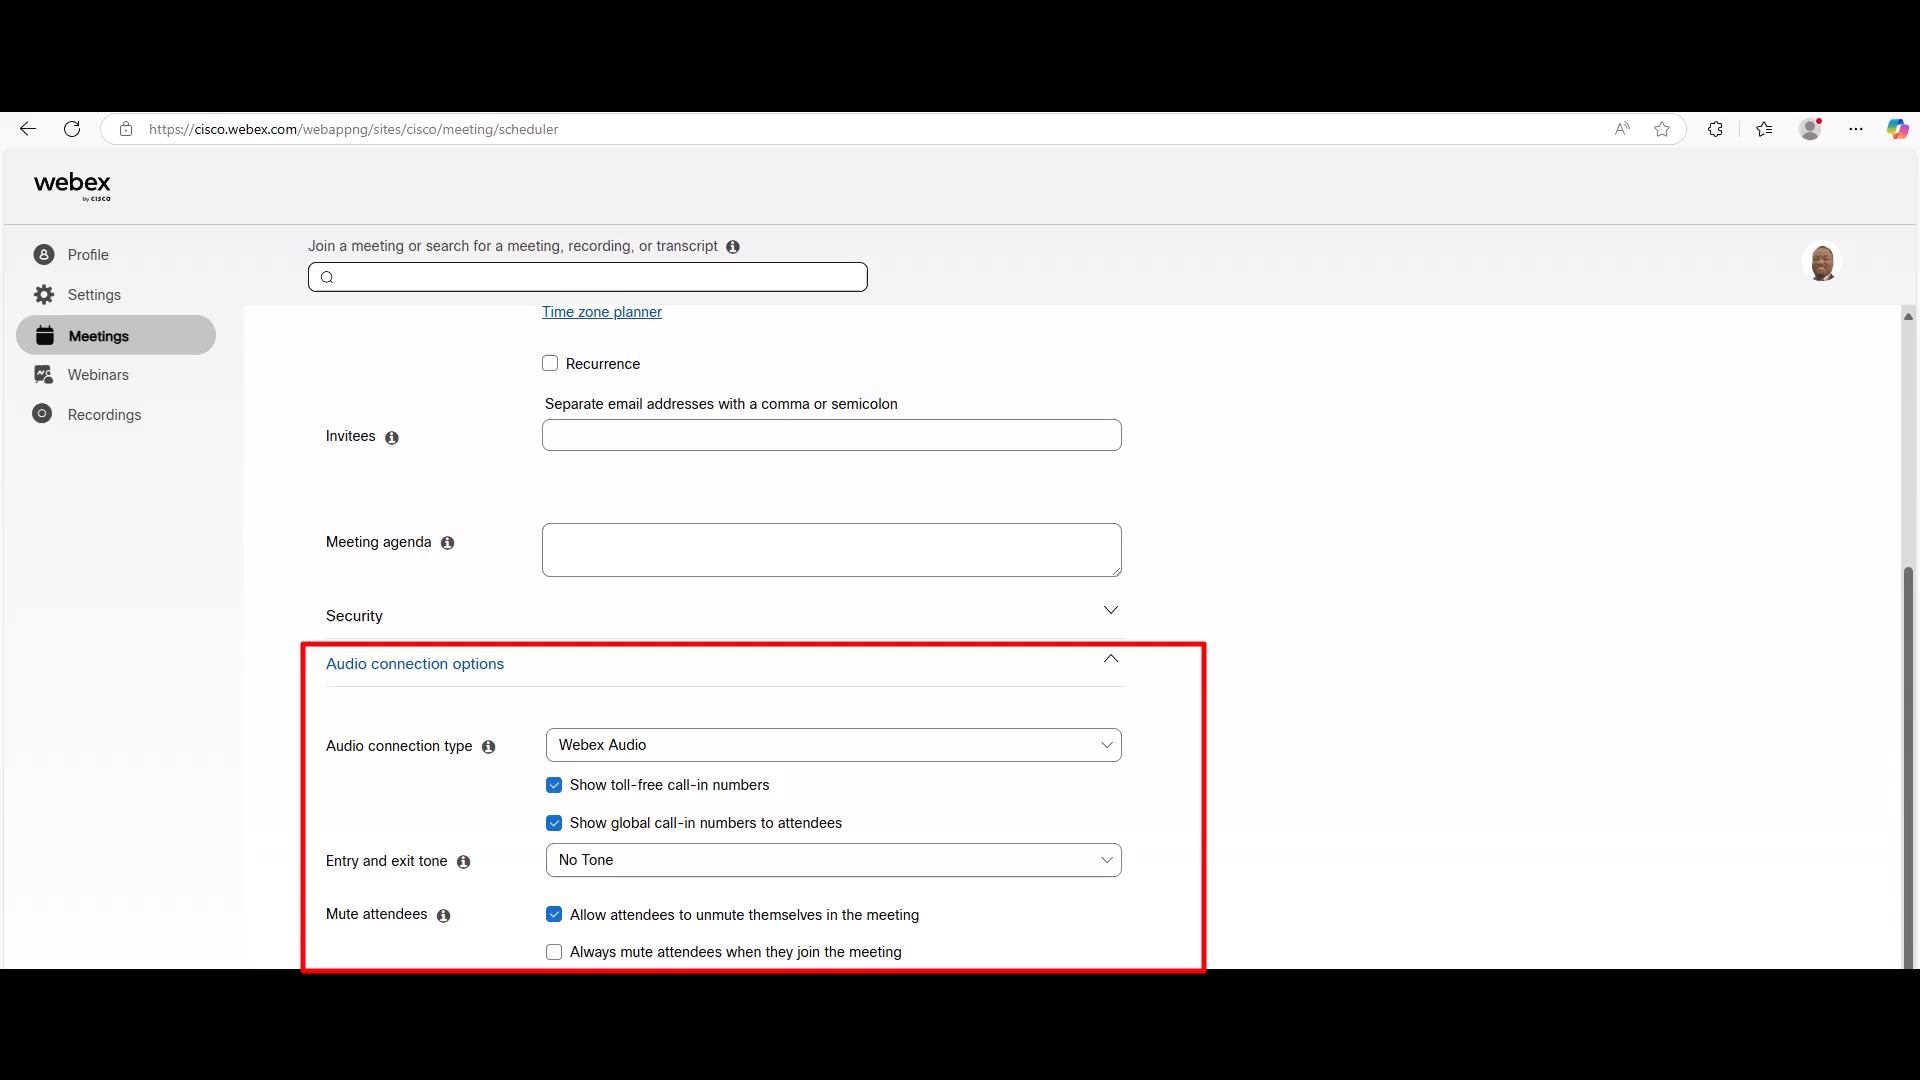 https://cisco.webex.com/webappng/sites/cisco/meeting/scheduler
webex
by CISCO
Profile
Settings
Meetings
Webinars
Recordings
Join a meeting or search for a meeting, recording, or transcript
Time zone planner
Recurrence
Separate email addresses with a comma or semicolon
Invitees
Meeting agenda
Security
Audio connection options
Audio connection type
Webex Audio
Show toll-free call-in numbers
Show global call-in numbers to attendees
Entry and exit tone
No Tone
Mute attendees
Allow attendees to unmute themselves in the meeting
Always mute attendees when they join the meeting